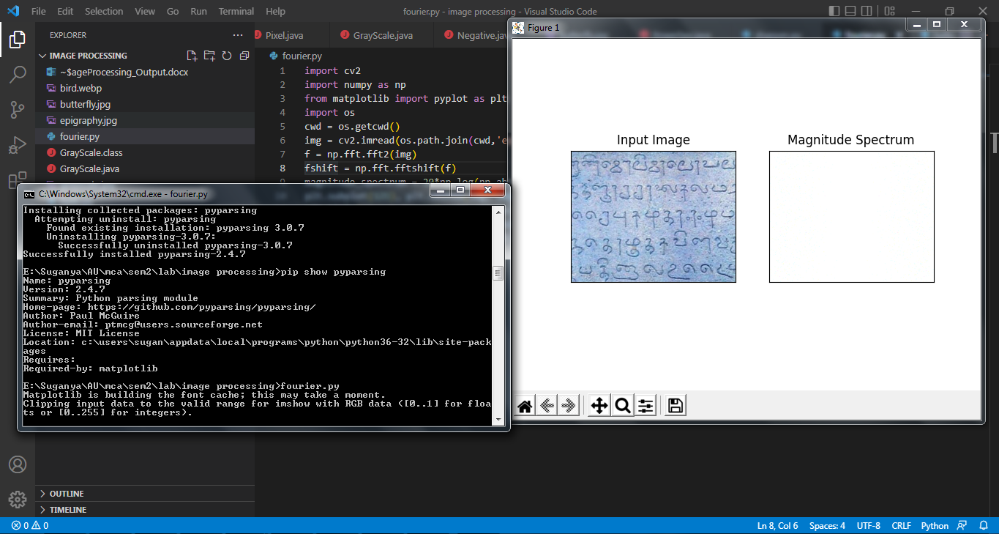 File Edit Selection View Go Run Terminal Help
fourier.py - image processing - Visual Studio Code
EXPLORER
IMAGE PROCESSING
~$ageProcessing_Output.docx
bird.webp
butterfly.jpg
epigraphy.jpg
fourier.py
GrayScale.class
GrayScale.java
OUTLINE
TIMELINE
Pixel.java GrayScale.java Negative.jav
fourier.py
1 import cv2
2 import numpy as np
3 from matplotlib import pyplot as plt
4 import os
5 cwd = os.getcwd()
6 img = cv2.imread(os.path.join(cwd,'e
7 f = np.fft.fft2(img)
8 fshift = np.fft.fftshift(f)
C:\Windows\System32\cmd.exe - fourier.py
Installing collected packages: pyparsing
Attempting uninstall: pyparsing
Found existing installation: pyparsing 3.0.7
Uninstalling pyparsing-3.0.7:
Successfully uninstalled pyparsing-3.0.7
Successfully installed pyparsing-2.4.7
E:\Suganya\AU\mca\sem2\lab\image processing>pip show pyparsing
Name: pyparsing
Version: 2.4.7
Summary: Python parsing module
Home-page: https://github.com/pyparsing/pyparsing/
Author: Paul McGuire
Author-email: ptmcg@users.sourceforge.net
License: MIT License
Location: c:\users\sugan\appdata\local\programs\python\python36-32\lib\site-pack
ages
Requires:
Required-by: matplotlib
E:\Suganya\AU\mca\sem2\lab\image processing>fourier.py
Matplotlib is building the font cache; this may take a moment.
Clipping input data to the valid range for imshow with RGB data ([0..1] for floa
ts or [0..255] for integers).
Figure 1
Input Image Magnitude Spectrum
0 0 Ln 8, Col 6 Spaces: 4 UTF-8 CRLF Python